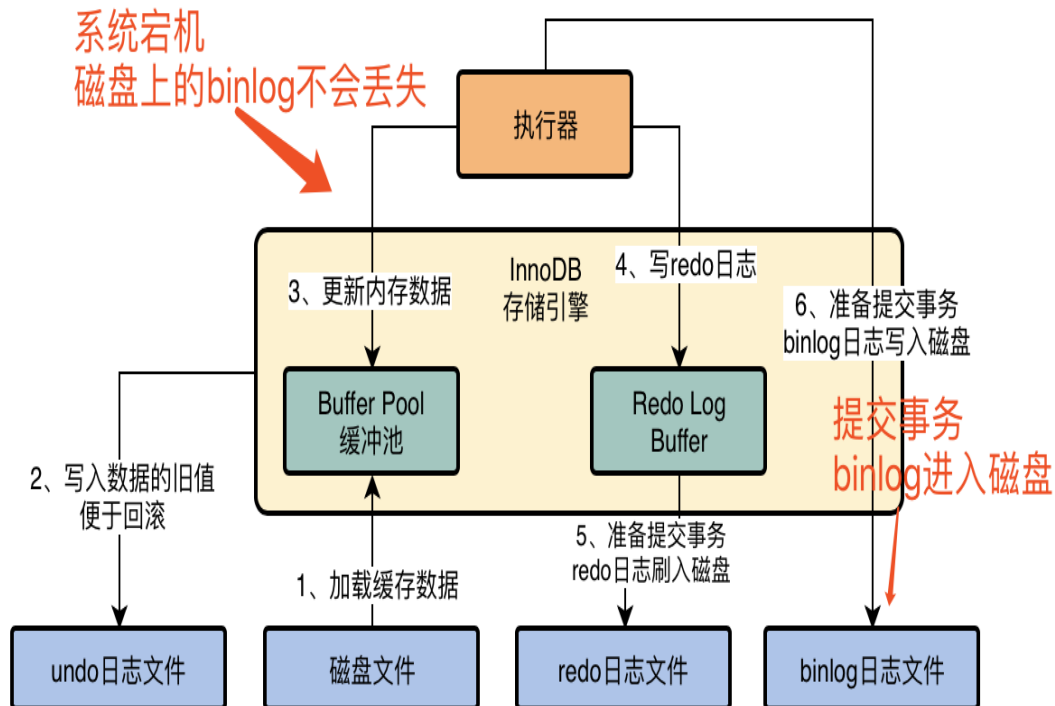 系统宕机
磁盘上的binlog不会丢失
执行器
InnoDB
存储引擎
3、更新内存数据
4、写redo日志
6、准备提交事务
binlog日志写入磁盘
Buffer Pool
缓冲池
Redo Log
Buffer
提交事务
binlog进入磁盘
2、写入数据的旧值
便于回滚
1、加载缓存数据
5、准备提交事务
redo日志刷入磁盘
undo日志文件
磁盘文件
redo日志文件
binlog日志文件